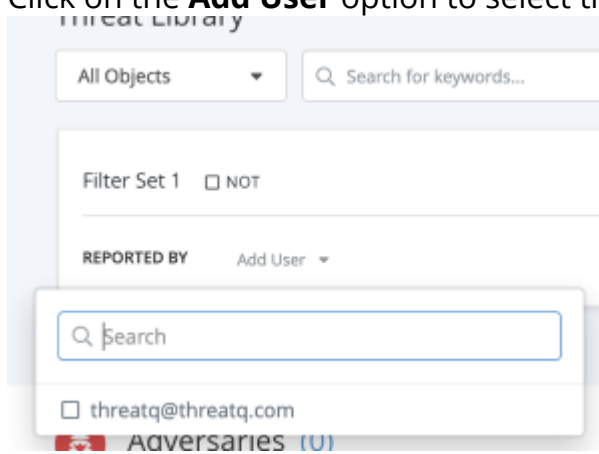 Click on the Add User option to select th
Threat Library
All Objects
Search for keywords...
Filter Set 1 NOT
REPORTED BY Add User
Search
threatq@threatq.com
Adversaries (0)